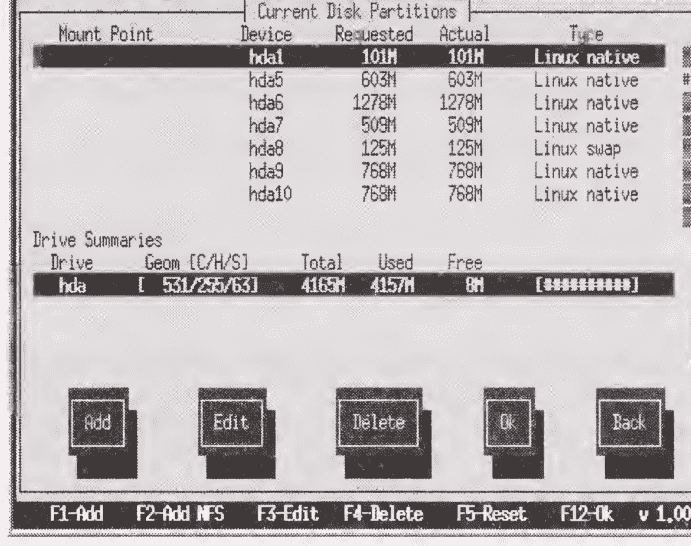 Current Disk Partitions
Mount Point Device Requested Actual Type
hda1 101M 101M Linux native
hda5 603M 603M Linux native
hda6 1278M 1278M Linux native
hda7 509M 509M Linux native
hda8 125M 125M Linux swap
hda9 768M 768M Linux native
hda10 768M 768M Linux native
Drive Summaries
Drive Geom [C/H/S] Total Used Free
hda [ 531/255/63] 4165M 4157M 8M [##########]
Add Edit Delete Ok Back
F1-Add F2-Add NFS F3-Edit F4-Delete F5-Reset F12-Ok v 1.00